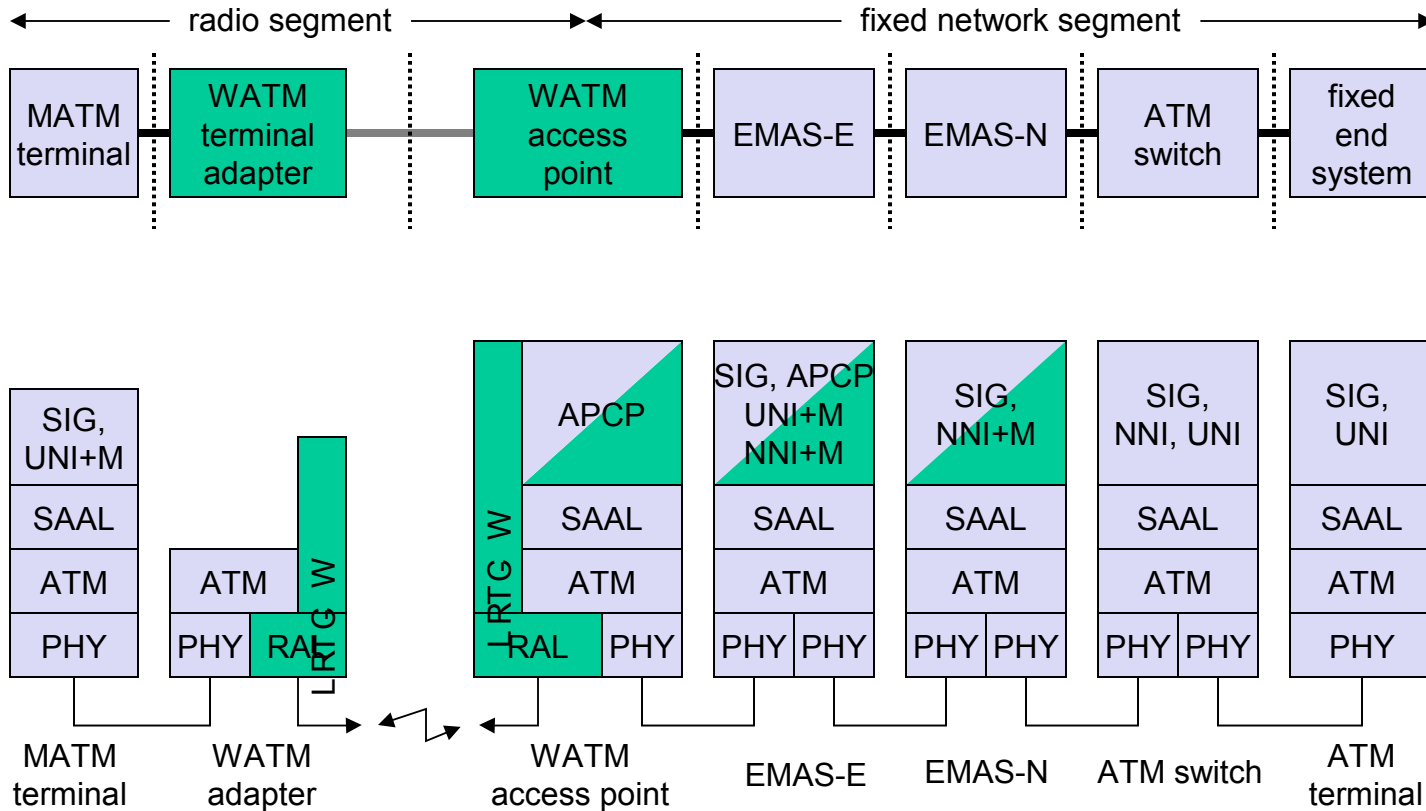 radio segment
fixed network segment
MATM
terminal
WATM
terminal
adapter
WATM
access
point
EMAS-E
EMAS-N
ATM
switch
fixed
end
system
SIG,
UNI+M
SAAL
ATM
PHY
ATM
PHY
RAL
LRTG W
LRTG W
APCP
SAAL
ATM
RAL
PHY
SIG, APCP
UNI+M
NNI+M
SAAL
ATM
PHY
PHY
SIG,
NNI+M
SAAL
ATM
PHY
PHY
SIG,
NNI, UNI
SAAL
ATM
PHY
PHY
SIG,
UNI
SAAL
ATM
PHY
MATM
terminal
WATM
adapter
WATM
access point
EMAS-E
EMAS-N
ATM switch
ATM
terminal